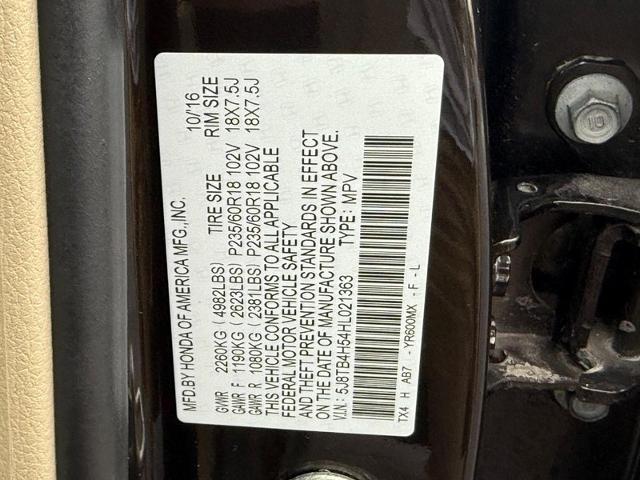 MFD.BY HONDA OF AMERICA MFG.,INC. 10/'16
TIRE SIZE RIM SIZE
GVWR 2260KG ( 4982LBS)
GAWR F 1190KG ( 2623LBS) P235/60R18 102V 18X7.5J
GAWR R 1080KG ( 2381LBS) P235/60R18 102V 18X7.5J
THIS VEHICLE CONFORMS TO ALL APPLICABLE
FEDERAL MOTOR VEHICLE SAFETY
AND THEFT PREVENTION STANDARDS IN EFFECT
ON THE DATE OF MANUFACTURE SHOWN ABOVE.
V.I.N.: 5J8TB4H54HL021363 TYPE: MPV
TX4 H AB7 - YR600MX - F - L